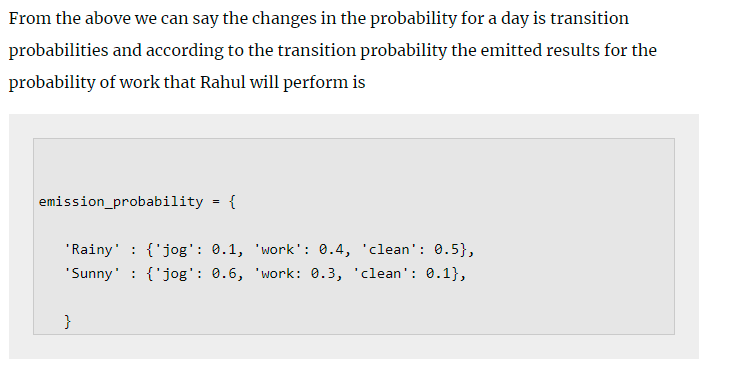 From the above we can say the changes in the probability for a day is transition
probabilities and according to the transition probability the emitted results for the
probability of work that Rahul will perform is
emission_probability = {
'Rainy' : {'jog': 0.1, 'work': 0.4, 'clean': 0.5},
'Sunny' : {'jog': 0.6, 'work: 0.3, 'clean': 0.1},
}